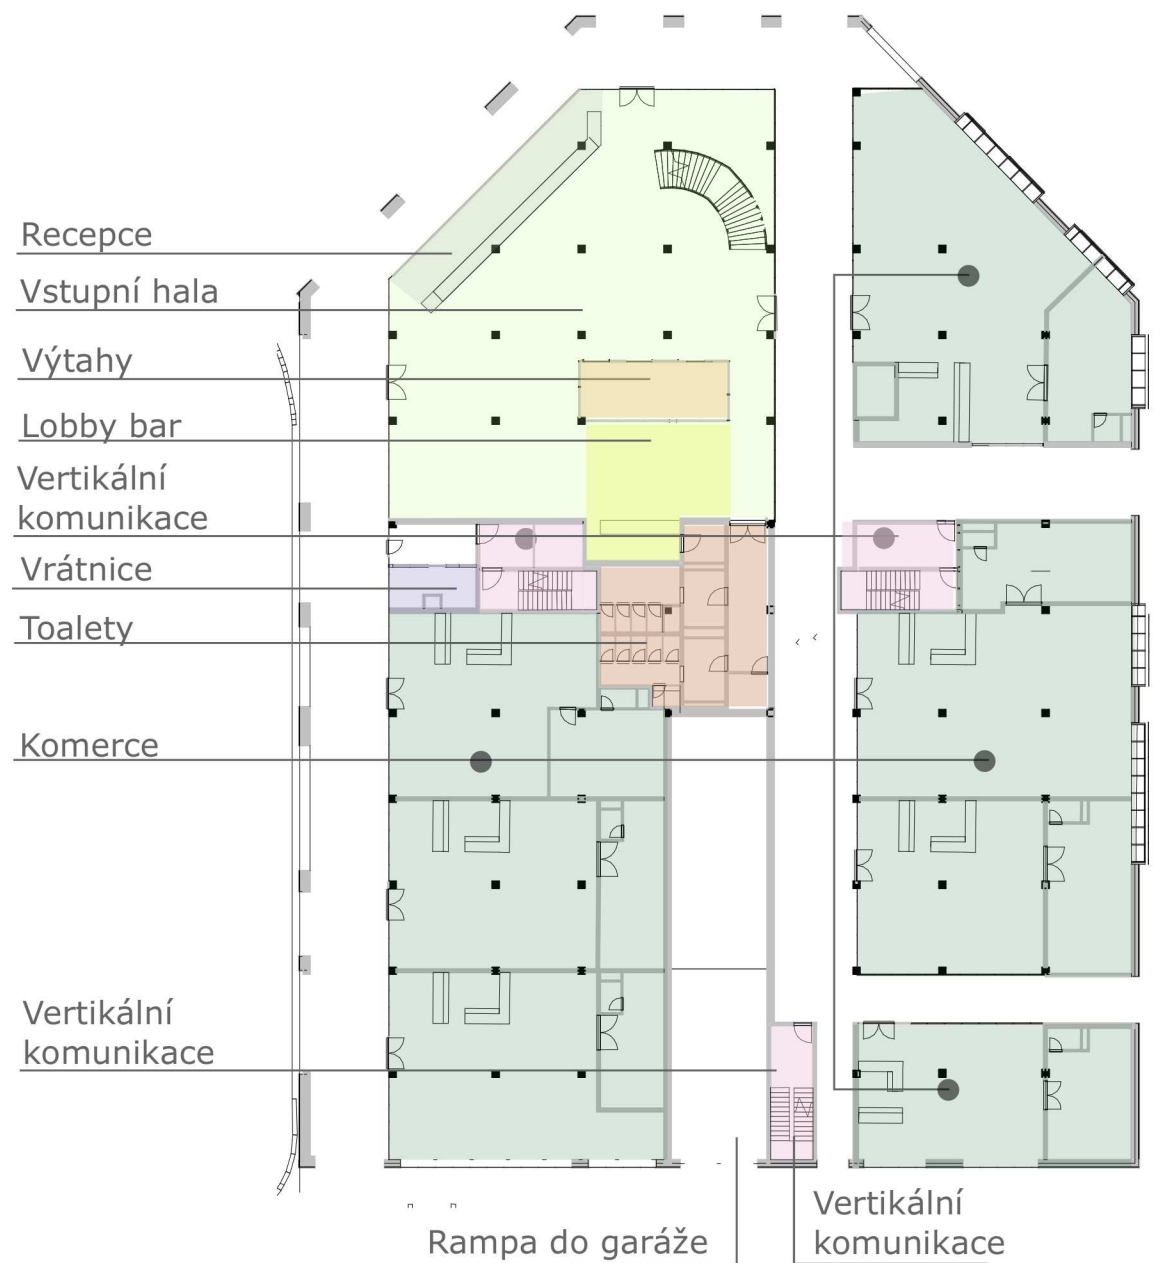 Recepce
Vstupní hala
Výtahy
Lobby bar
Vertikální
komunikace
Vrátnice
Toalety
Komerce
Vertikální
komunikace
Rampa do garáže
Vertikální
komunikace